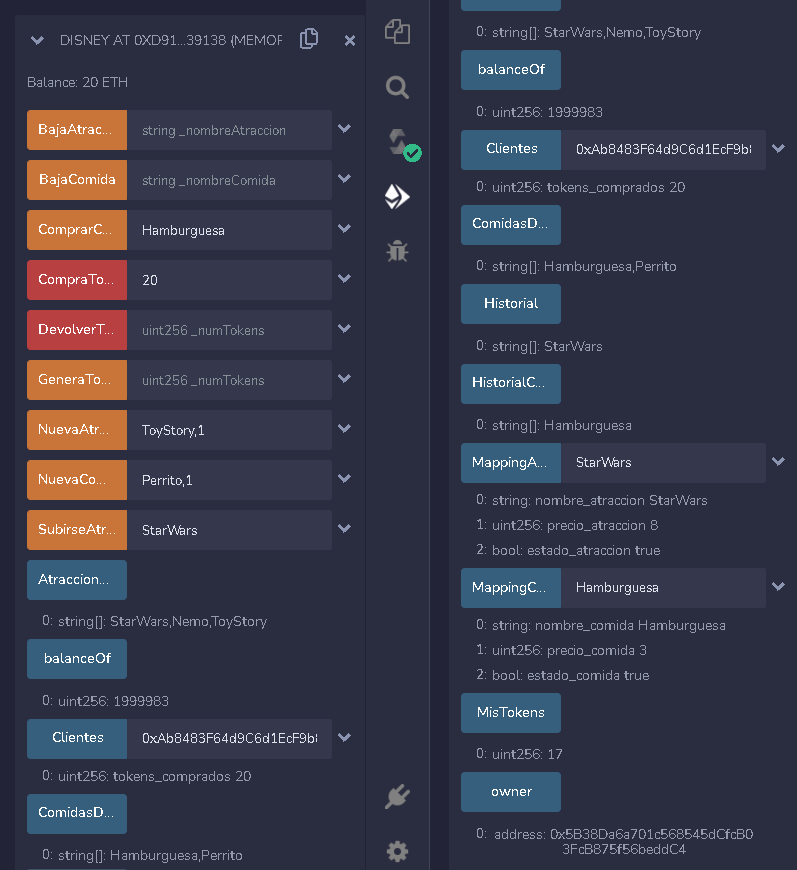 DISNEY AT 0XD91...39138 (MEMOF
Balance: 20 ETH
BajaAtrac... string _nombreAtraccion
BajaComida string _nombreComida
ComprarC... Hamburguesa
CompraTo... 20
DevolverT... uint256 _numTokens
GeneraTo... uint256 _numTokens
NuevaAtr... ToyStory,1
NuevaCo... Perrito,1
SubirseAtr... StarWars
Atraccion...
0: string[]: StarWars,Nemo,ToyStory
balanceOf
0: uint256: 1999983
Clientes 0xAb8483F64d9C6d1EcF9b
0: uint256: tokens_comprados 20
ComidasD...
0: string[]: Hamburguesa,Perrito
0: string[]: StarWars,Nemo,ToyStory
balanceOf
0: uint256: 1999983
Clientes 0xAb8483F64d9C6d1EcF9b
0: uint256: tokens_comprados 20
ComidasD...
0: string[]: Hamburguesa,Perrito
Historial
0: string[]: StarWars
HistorialC...
0: string[]: Hamburguesa
MappingA... StarWars
0: string: nombre_atraccion StarWars
1: uint256: precio_atraccion 8
2: bool: estado_atraccion true
MappingC... Hamburguesa
0: string: nombre_comida Hamburguesa
1: uint256: precio_comida 3
2: bool: estado_comida true
MisTokens
0: uint256: 17
owner
0: address: 0x5B38Da6a701c568545dCfcB0
3FcB875f56beddC4